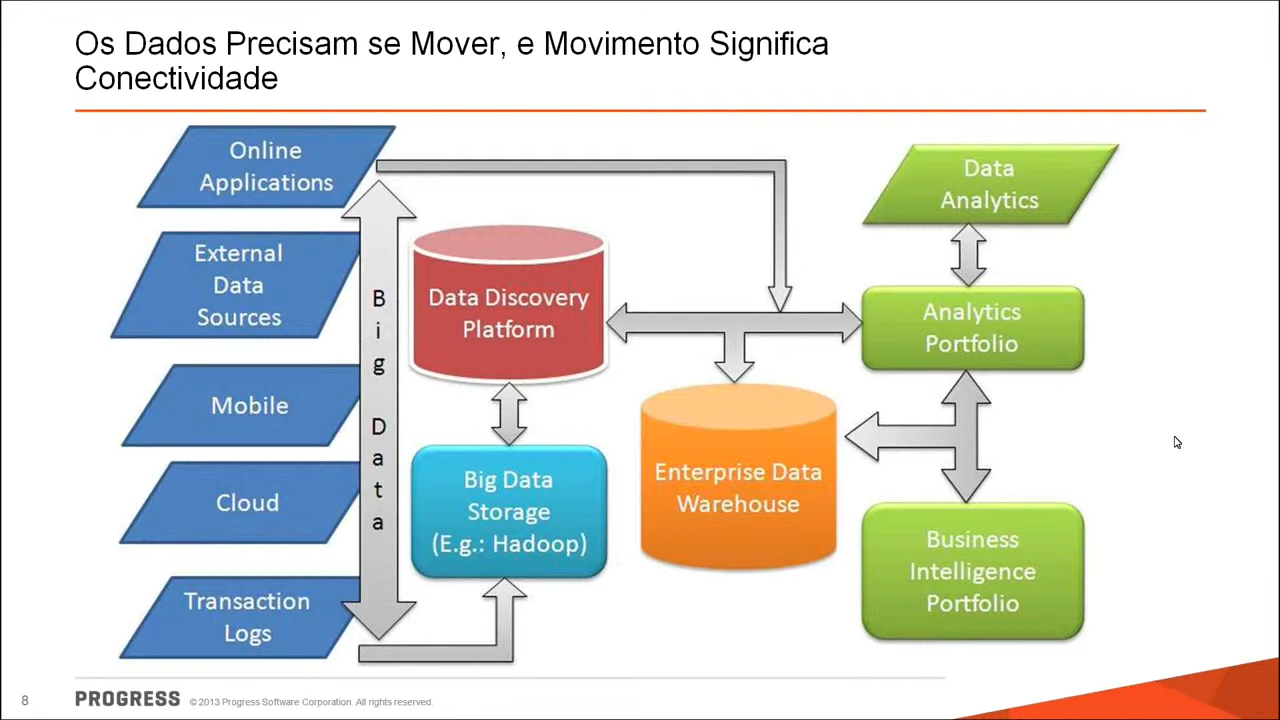 Os Dados Precisam se Mover, e Movimento Significa
Conectividade
Online
Applications
External
Data
Sources
Mobile
Cloud
Transaction
Logs
B
i
g
D
a
t
a
Data Discovery
Platform
Big Data
Storage
(E.g.: Hadoop)
Enterprise Data
Warehouse
Data
Analytics
Analytics
Portfolio
Business
Intelligence
Portfolio
8
PROGRESS
© 2013 Progress Software Corporation. All rights reserved.